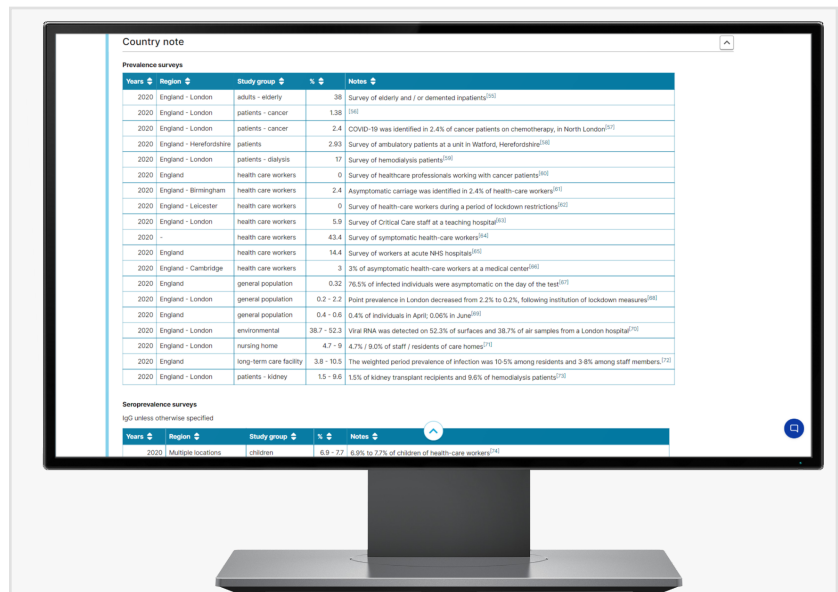 Country note
Prevalence surveys
Years Region Study group % Notes
2020 England - London adults - elderly 38 Survey of elderly and / or demented inpatients[55]
2020 England - London patients - cancer 1.38 [56]
2020 England - London patients - cancer 2.4 COVID-19 was identified in 2.4% of cancer patients on chemotherapy, in North London[57]
2020 England - Herefordshire patients 2.93 Survey of ambulatory patients at a unit in Watford, Herefordshire[58]
2020 England - London patients - dialysis 17 Survey of hemodialysis patients[59]
2020 England health care workers 0 Survey of healthcare professionals working with cancer patients[60]
2020 England - Birmingham health care workers 2.4 Asymptomatic carriage was identified in 2.4% of health-care workers[61]
2020 England - Leicester health care workers 0 Survey of health-care workers during a period of lockdown restrictions[62]
2020 England - London health care workers 5.9 Survey of Critical Care staff at a teaching hospital[63]
2020 - health care workers 43.4 Survey of symptomatic health-care workers[64]
2020 England health care workers 14.4 Survey of workers at acute NHS hospitals[65]
2020 England - Cambridge health care workers 3 3% of asymptomatic health-care workers at a medical center[66]
2020 England general population 0.32 76.5% of infected individuals were asymptomatic on the day of the test[67]
2020 England - London general population 0.2 - 2.2 Point prevalence in London decreased from 2.2% to 0.2%, following institution of lockdown measures[68]
2020 England general population 0.4 - 0.6 0.4% of individuals in April; 0.06% in June[69]
2020 England - London environmental 38.7 - 52.3 Viral RNA was detected on 52.3% of surfaces and 38.7% of air samples from a London hospital[70]
2020 England - London nursing home 4.7 - 9 4.7% / 9.0% of staff / residents of care homes[71]
2020 England long-term care facility 3.8 - 10.5 The weighted period prevalence of infection was 10·5% among residents and 3·8% among staff members.[72]
2020 England - London patients - kidney 1.5 - 9.6 1.5% of kidney transplant recipients and 9.6% of hemodialysis patients[73]
Seroprevalence surveys
IgG unless otherwise specified
Years Region Study group % Notes
2020 Multiple locations children 6.9 - 7.7 6.9% to 7.7% of children of health-care workers[74]